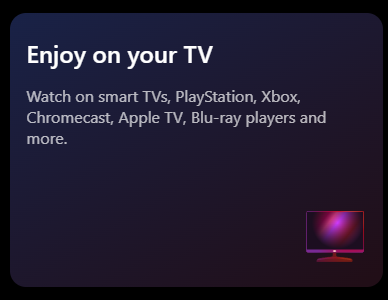 Enjoy on your TV
Watch on smart TVs, PlayStation, Xbox,
Chromecast, Apple TV, Blu-ray players and
more.